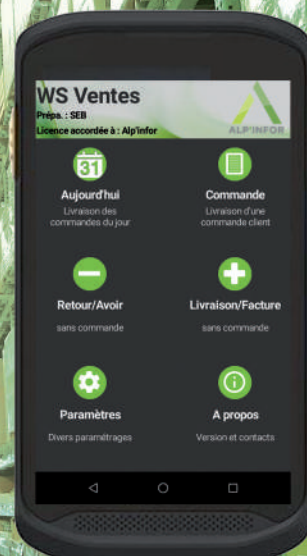 WS Ventes
Prépa. : SEB
Licence accordée à : Alp'infor
ALP'INFOR
31
Aujourd'hui
Livraison des
commandes du jour
Commande
Livraison d'une
commande client
Retour/Avoir
sans commande
Livraison/Facture
sans commande
Paramètres
Divers paramétrages
A propos
Version et contacts